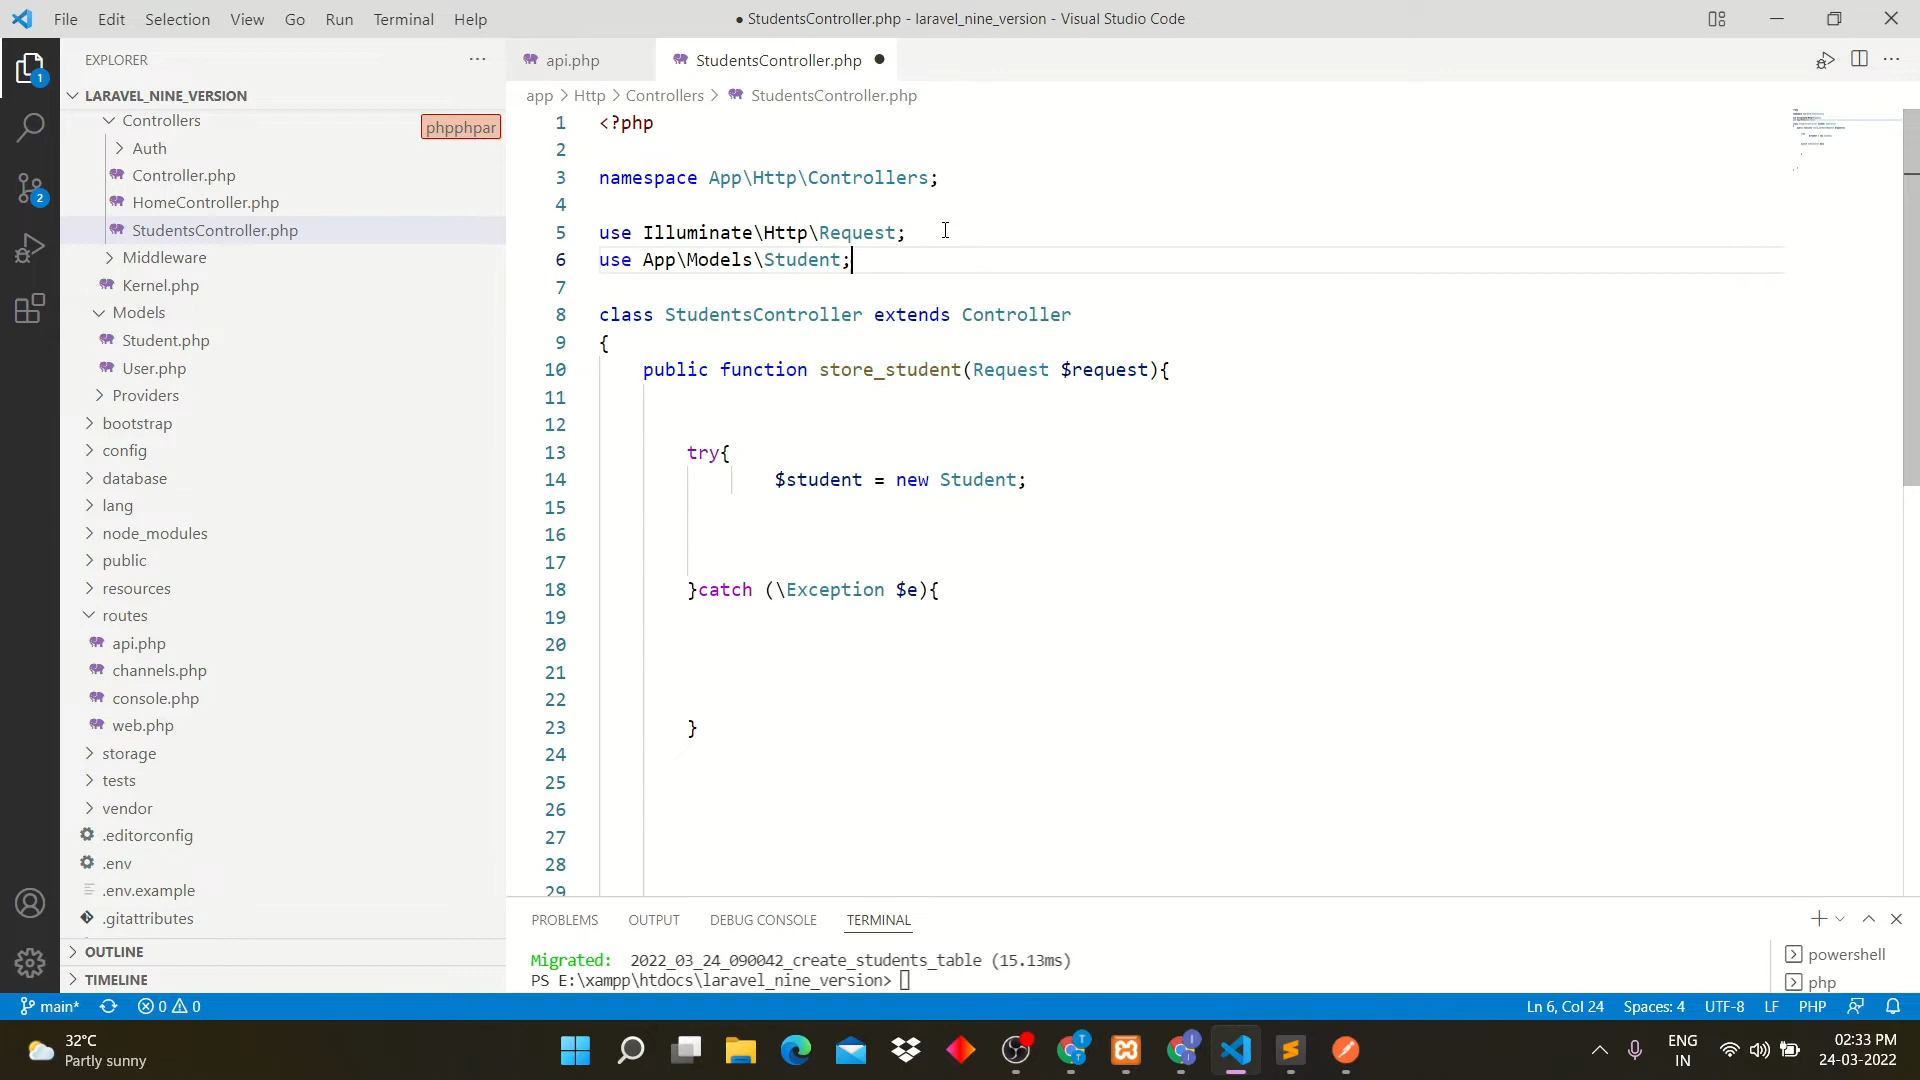 File Edit Selection View Go Run Terminal Help
● StudentsController.php - laravel_nine_version - Visual Studio Code
EXPLORER
LARAVEL_NINE_VERSION
Controllers
phpphpar
Auth
Controller.php
HomeController.php
StudentsController.php
Middleware
Kernel.php
Models
Student.php
User.php
Providers
bootstrap
config
database
lang
node_modules
public
resources
routes
api.php
channels.php
console.php
web.php
storage
tests
vendor
.editorconfig
.env
.env.example
.gitattributes
OUTLINE
TIMELINE
1
2
api.php StudentsController.php
app > Http > Controllers > StudentsController.php
1 <?php
2
3 namespace App\Http\Controllers;
4
5 use Illuminate\Http\Request;
6 use App\Models\Student;
7
8 class StudentsController extends Controller
9 {
10 public function store_student(Request $request){
11
12
13 try{
14 $student = new Student;
15
16
17
18 }catch (\Exception $e){
19
20
21
22
23 }
24
25
26
27
28
29
PROBLEMS OUTPUT DEBUG CONSOLE TERMINAL
Migrated: 2022_03_24_090042_create_students_table (15.13ms)
PS E:\xampp\htdocs\laravel_nine_version>
powershell
php
main* 0 0 Ln 6, Col 24 Spaces: 4 UTF-8 LF PHP
32°C
Partly sunny
T
I
ENG
IN
02:33 PM
24-03-2022